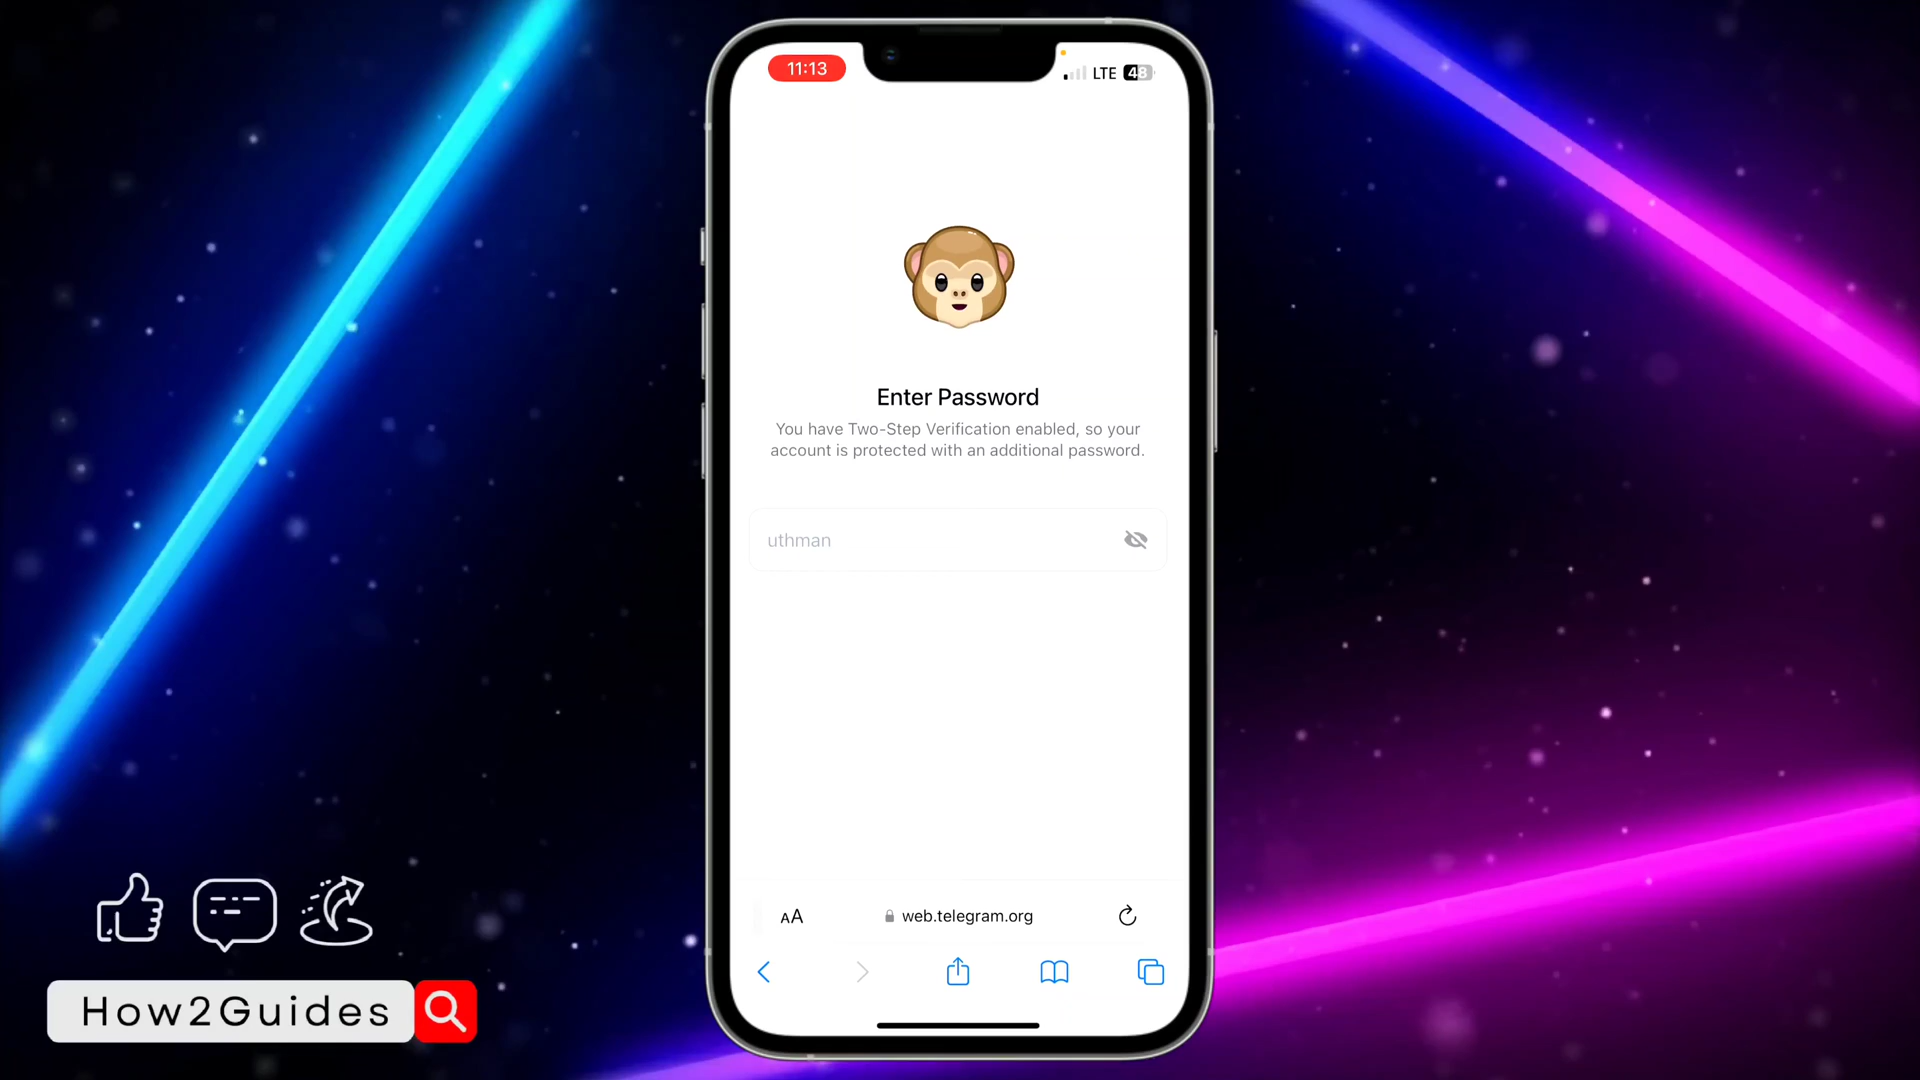 11:13
LTE 48
Enter Password
You have Two-Step Verification enabled, so your
account is protected with an additional password.
uthman
AA
web.telegram.org
How2Guides